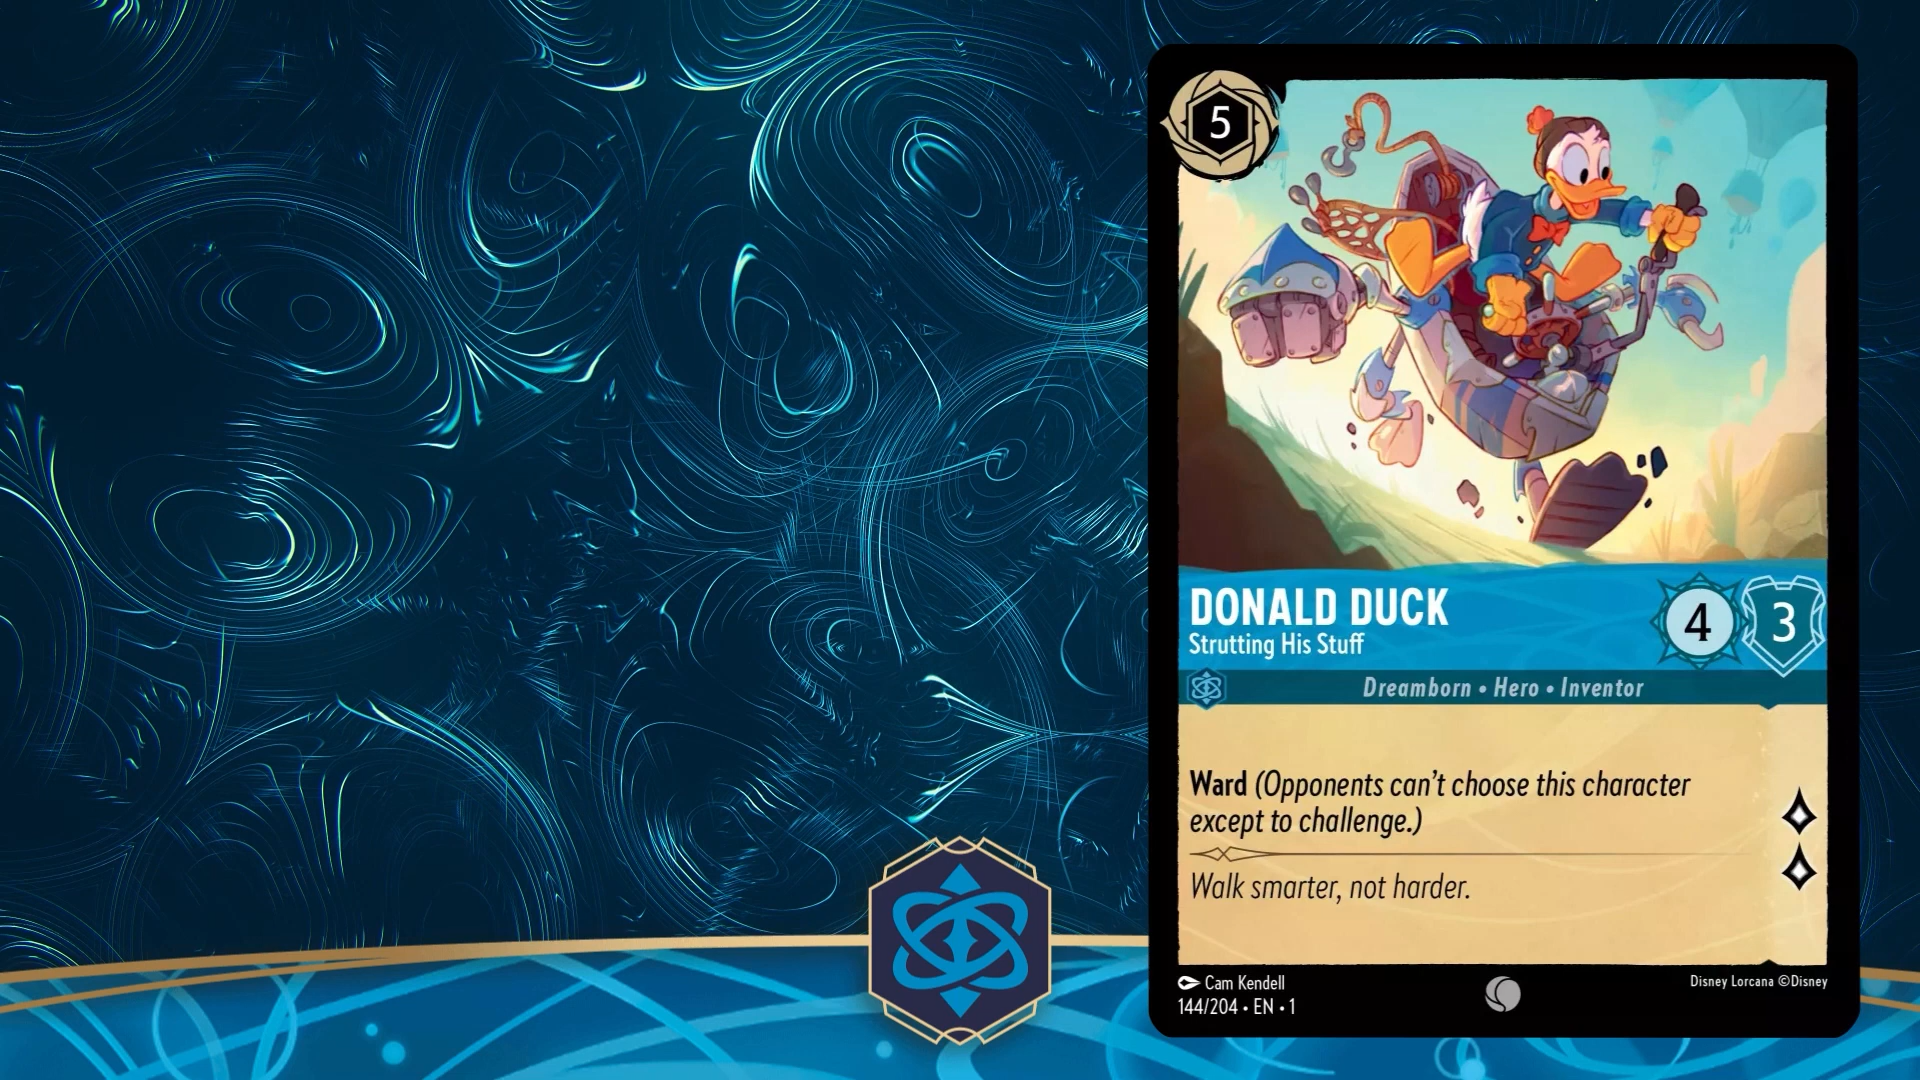 5
DONALD DUCK
Strutting His Stuff
4
3
Dreamborn • Hero • Inventor
Ward (Opponents can’t choose this character
except to challenge.)
Walk smarter, not harder.
Cam Kendell
Disney Lorcana ©Disney
144/204 • EN • 1